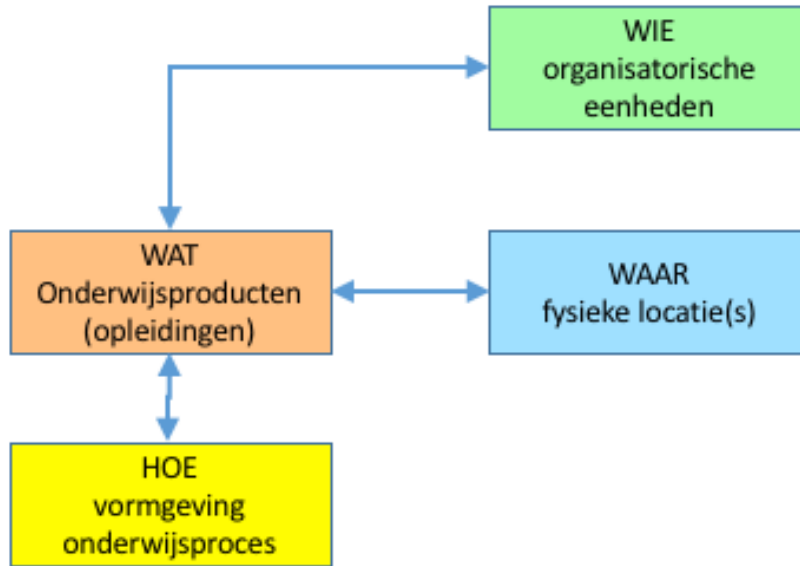 WIE
organisatorische
eenheden
WAT
Onderwijsproducten
(opleidingen)
WAAR
fysieke locatie(s)
HOE
vormgeving
onderwijsproces